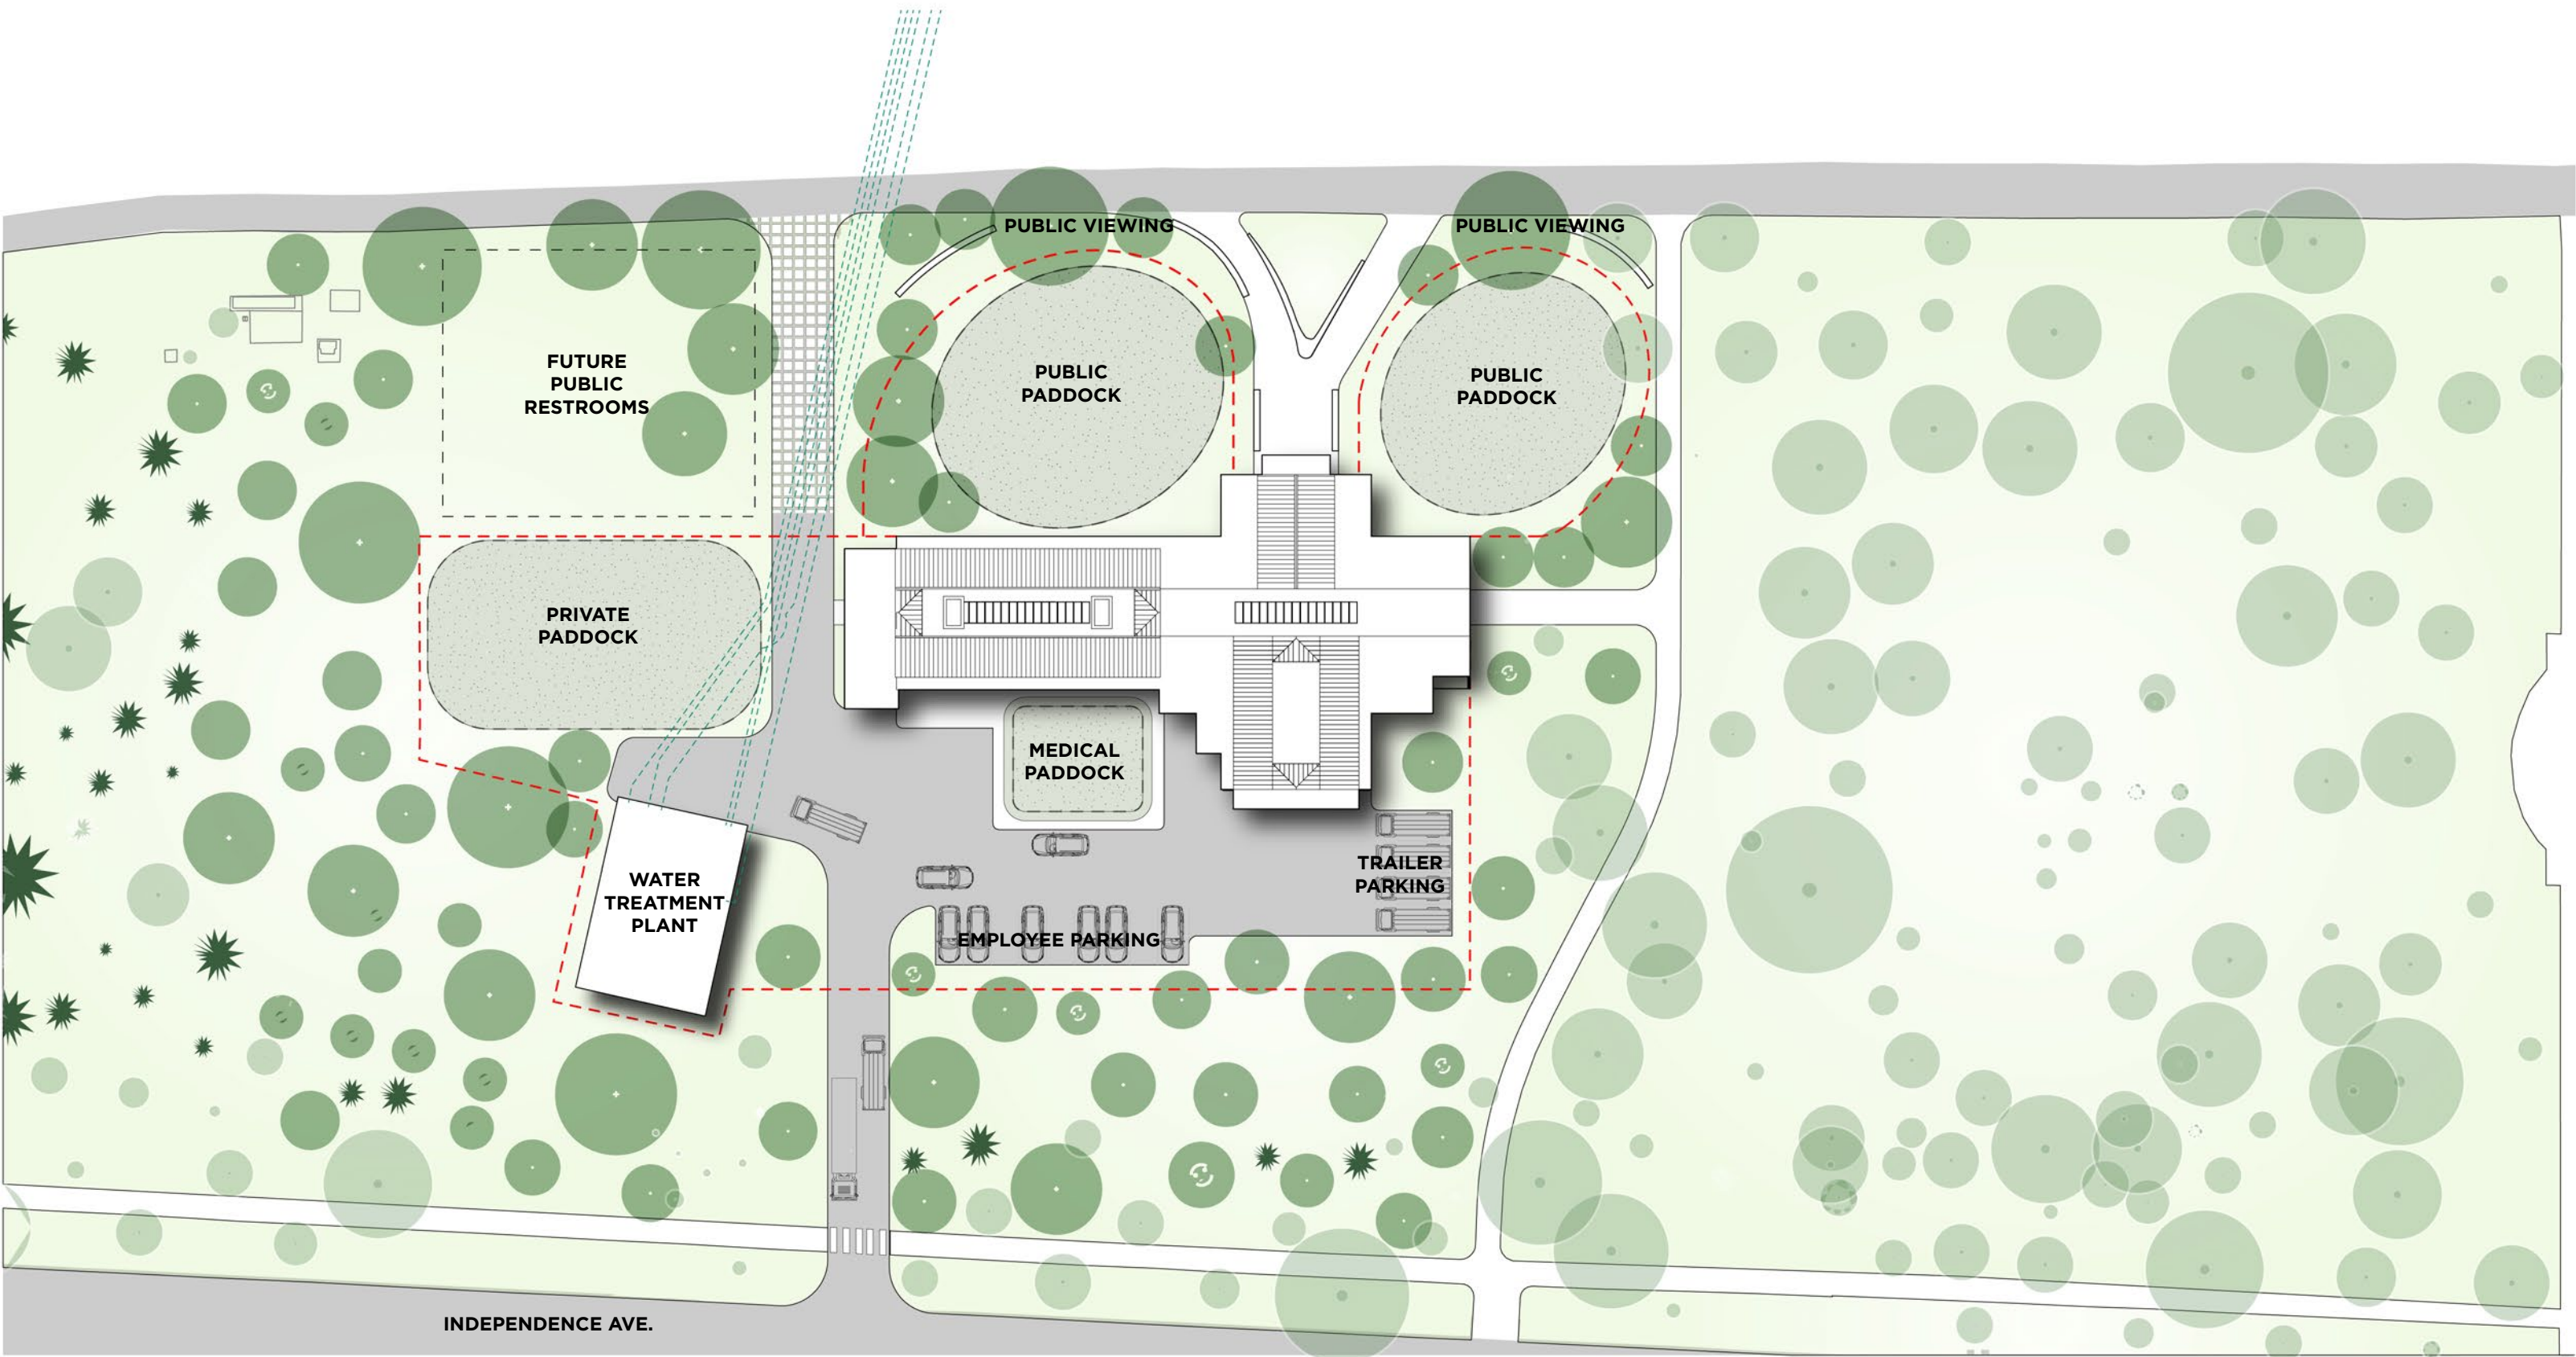 PUBLIC VIEWING
PUBLIC VIEWING
FUTURE
PUBLIC
RESTROOMS
PUBLIC
PADDOCK
PUBLIC
PADDOCK
PRIVATE
PADDOCK
MEDICAL
PADDOCK
WATER
TREATMENT
PLANT
TRAILER
PARKING
EMPLOYEE PARKING
INDEPENDENCE AVE.